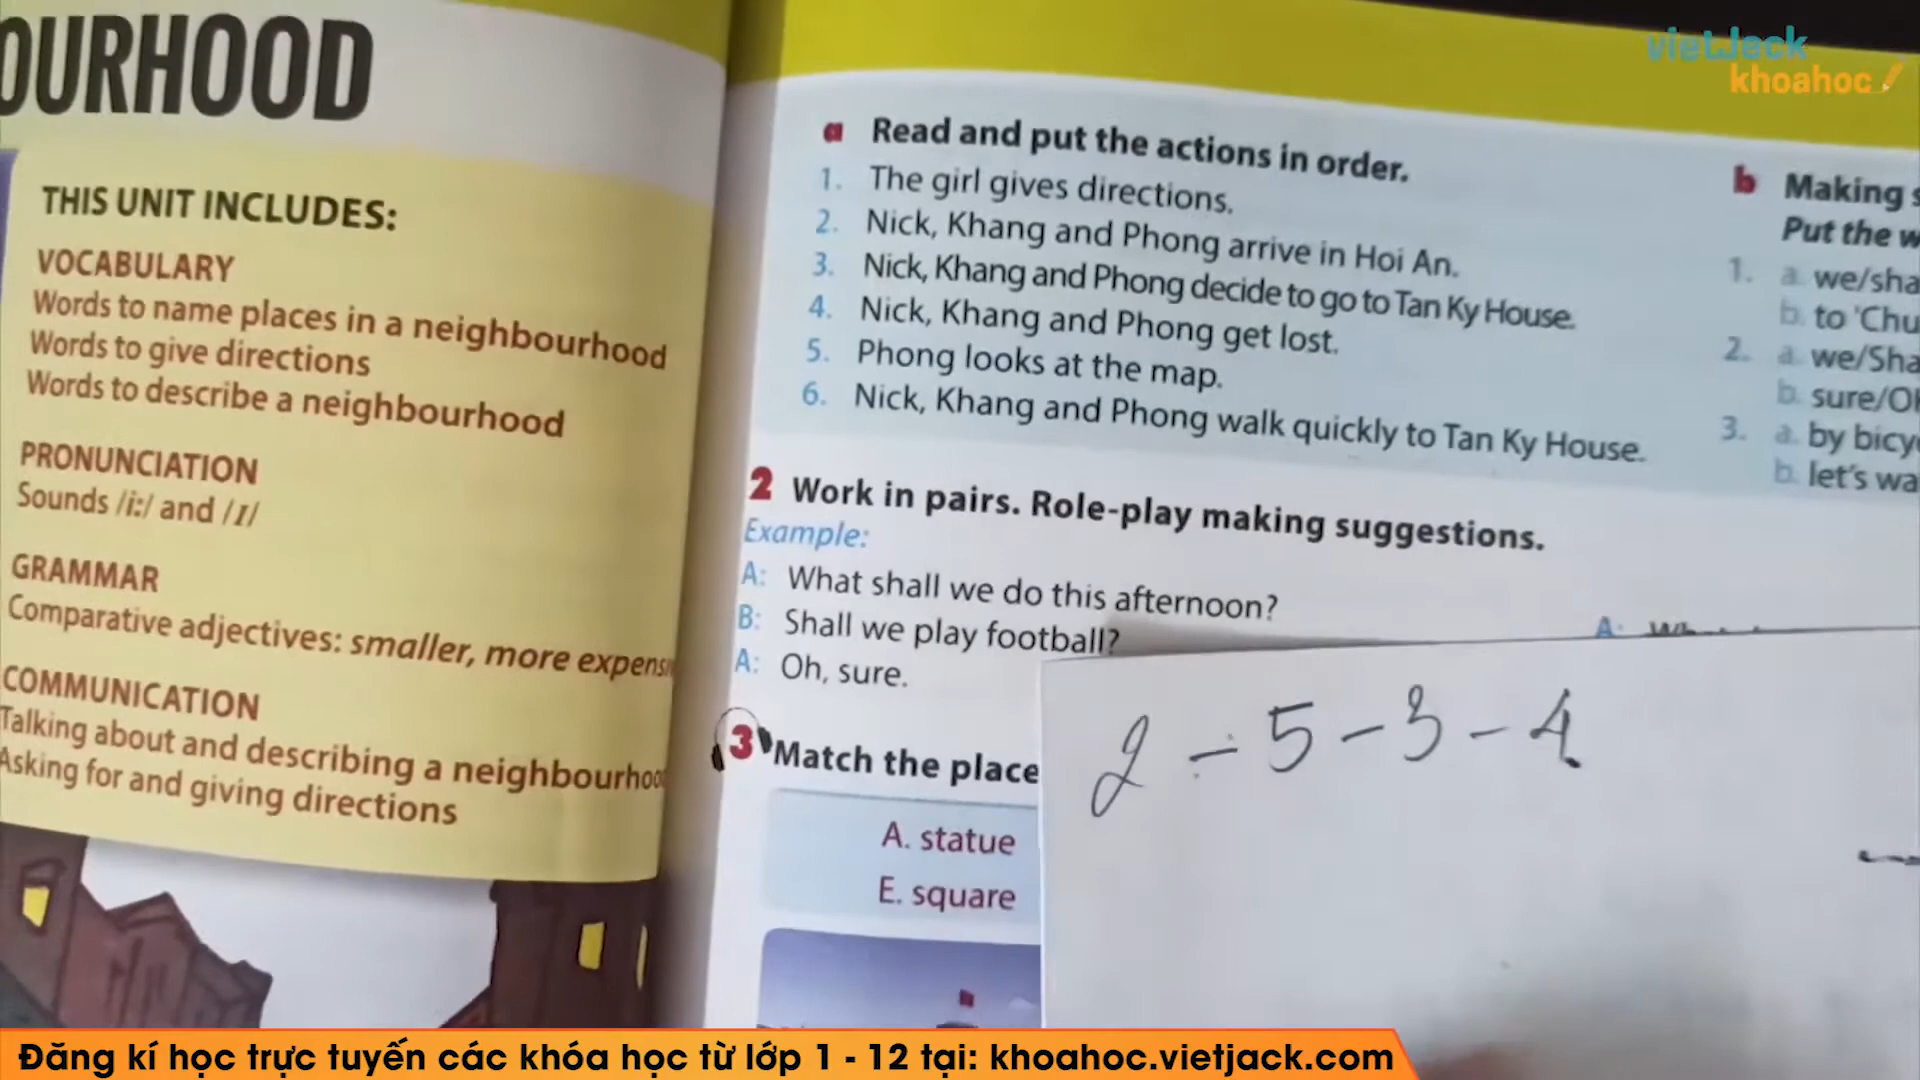 OURHOOD
THIS UNIT INCLUDES:
VOCABULARY
Words to name places in a neighbourhood
Words to give directions
Words to describe a neighbourhood
PRONUNCIATION
Sounds /i:/ and /ɪ/
GRAMMAR
Comparative adjectives: smaller, more expens
COMMUNICATION
Talking about and describing a neighbourhoo
Asking for and giving directions
vietJack
khoahoc
a Read and put the actions in order.
1. The girl gives directions.
2. Nick, Khang and Phong arrive in Hoi An.
3. Nick, Khang and Phong decide to go to Tan Ky House.
4. Nick, Khang and Phong get lost.
5. Phong looks at the map.
6. Nick, Khang and Phong walk quickly to Tan Ky House.
b Making s
Put the w
1. a. we/sha
b. to 'Chu
2. a. we/Sha
b. sure/O
3. a. by bicy
b. let's wa
2 Work in pairs. Role-play making suggestions.
Example:
A: What shall we do this afternoon?
B: Shall we play football?
A: Oh, sure.
A:
3 Match the place
A. statue
E. square
2 - 5 - 3 - 4
Đăng kí học trực tuyến các khóa học từ lớp 1 - 12 tại: khoahoc.vietjack.com